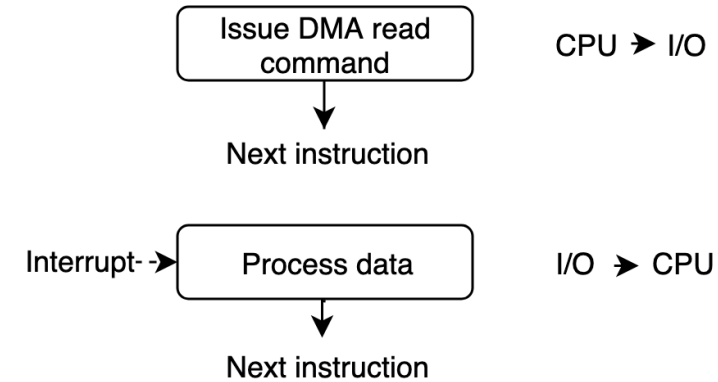 Issue DMA read
command
CPU → I/O
Next instruction
Interrupt
Process data
I/O → CPU
Next instruction